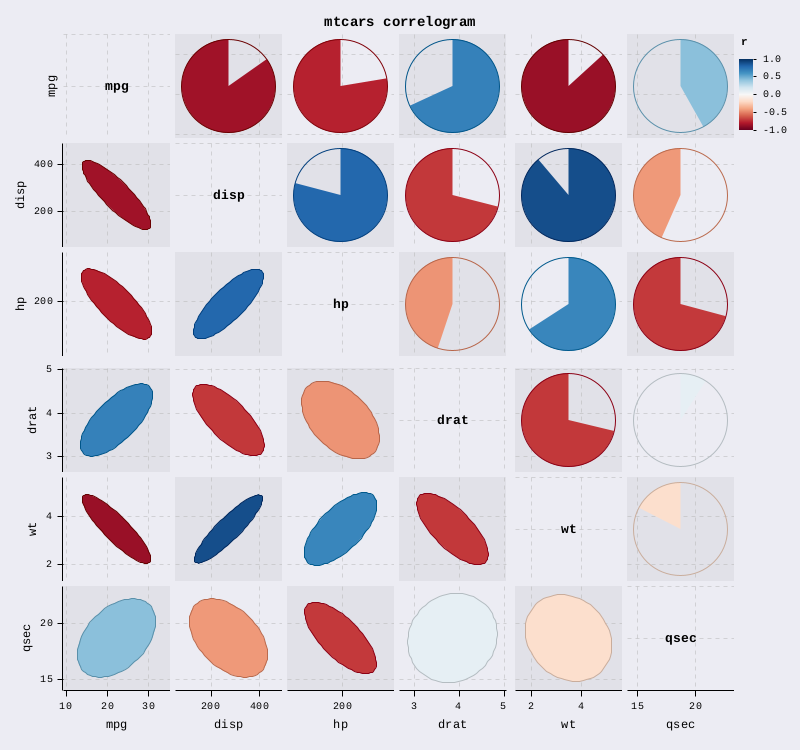 mtcars correlogram
r
1.0
0.5
0.0
-0.5
-1.0
mpg
mpg
disp
400
200
disp
hp
200
hp
drat
5
4
3
drat
wt
4
2
wt
qsec
20
15
qsec
10 20 30 200 400 200 3 4 5 2 4 15 20
mpg disp hp drat wt qsec